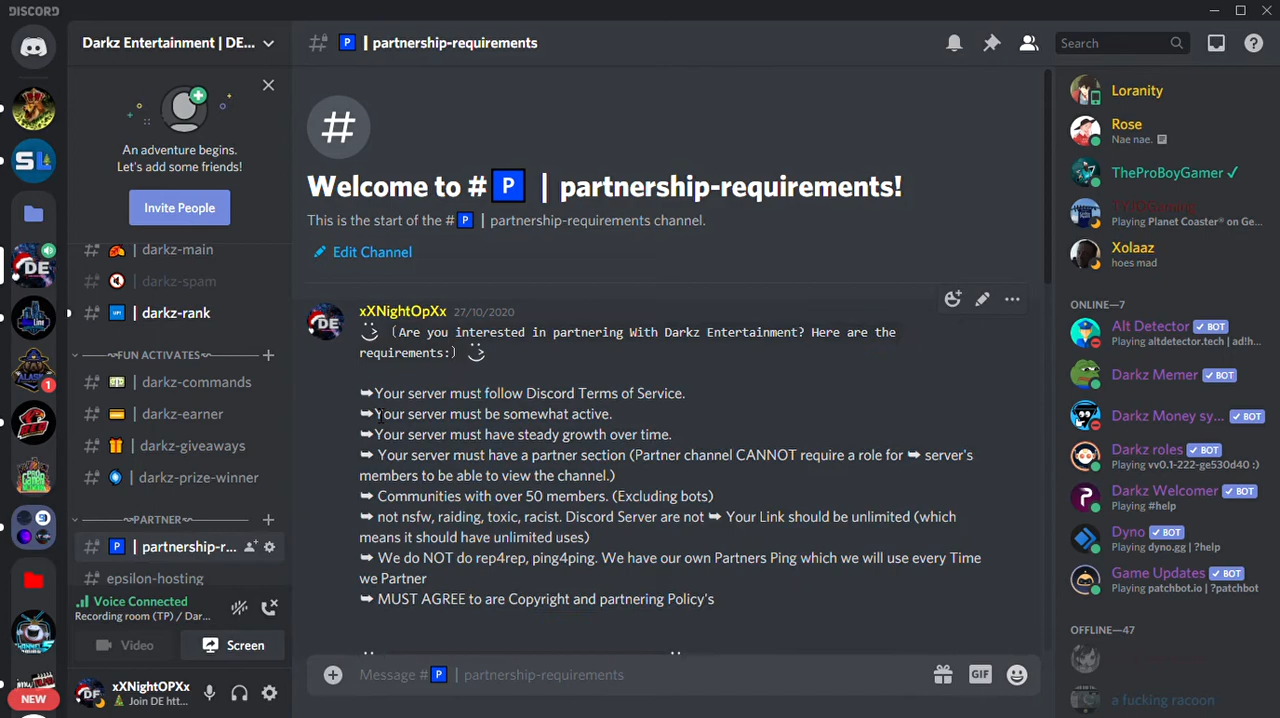 DISCORD
Darkz Entertainment | DE...
P | partnership-requirements
Search
An adventure begins.
Let's add some friends!
Invite People
| darkz-main
| darkz-spam
| darkz-rank
FUN ACTIVATES
| darkz-commands
| darkz-earner
| darkz-giveaways
| darkz-prize-winner
PARTNER
P | partnership-r...
epsilon-hosting
Voice Connected
Recording room (TP) / Dar...
Video
Screen
xXNightOpXx
Join DE htt...
NEW
SL
DE
1
9
#
Welcome to # P | partnership-requirements!
This is the start of the # P | partnership-requirements channel.
Edit Channel
xXNightOpXx 27/10/2020
(Are you interested in partnering With Darkz Entertainment? Here are the
requirements:)
➥Your server must follow Discord Terms of Service.
➥Your server must be somewhat active.
➥Your server must have steady growth over time.
➥ Your server must have a partner section (Partner channel CANNOT require a role for ➥ server's
members to be able to view the channel.)
➥ Communities with over 50 members. (Excluding bots)
➥ not nsfw, raiding, toxic, racist. Discord Server are not ➥ Your Link should be unlimited (which
means it should have unlimited uses)
➥ We do NOT do rep4rep, ping4ping. We have our own Partners Ping which we will use every Time
we Partner
➥ MUST AGREE to are Copyright and partnering Policy's
Message # P | partnership-requirements
GIF
Loranity
Rose
Nae nae.
TheProBoyGamer ✓
Playing Planet Coaster® on Ge...
Xolaaz
hoes mad
ONLINE—7
Alt Detector ✓ BOT
Playing altdetector.tech | ad!h...
Darkz Memer ✓ BOT
Darkz Money sy... ✓ BOT
Darkz roles ✓ BOT
Playing vv0.1-222-ge530d40 :)
Darkz Welcomer ✓ BOT
Playing #help
Dyno ✓ BOT
Playing dyno.gg | ?help
Game Updates ✓ BOT
Playing patchbot.io | ?patchbot
OFFLINE—47
a fucking racoon